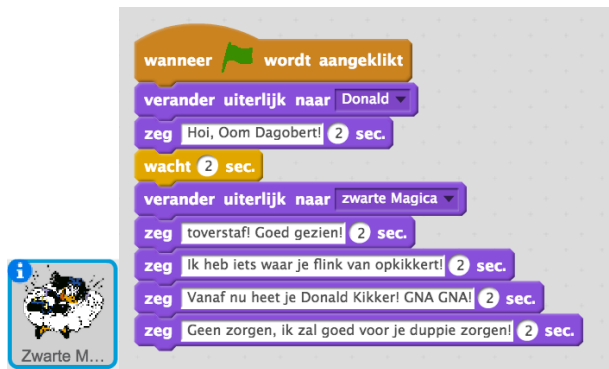 wanneer wordt aangeklikt
verander uiterlijk naar Donald
zeg Hoi, Oom Dagobert! 2 sec.
wacht 2 sec.
verander uiterlijk naar zwarte Magica
zeg toverstaf! Goed gezien! 2 sec.
zeg Ik heb iets waar je flink van opkikkert! 2 sec.
zeg Vanaf nu heet je Donald Kikker! GNA GNA! 2 sec.
zeg Geen zorgen, ik zal goed voor je duppie zorgen! 2 sec.
i
Zwarte M...